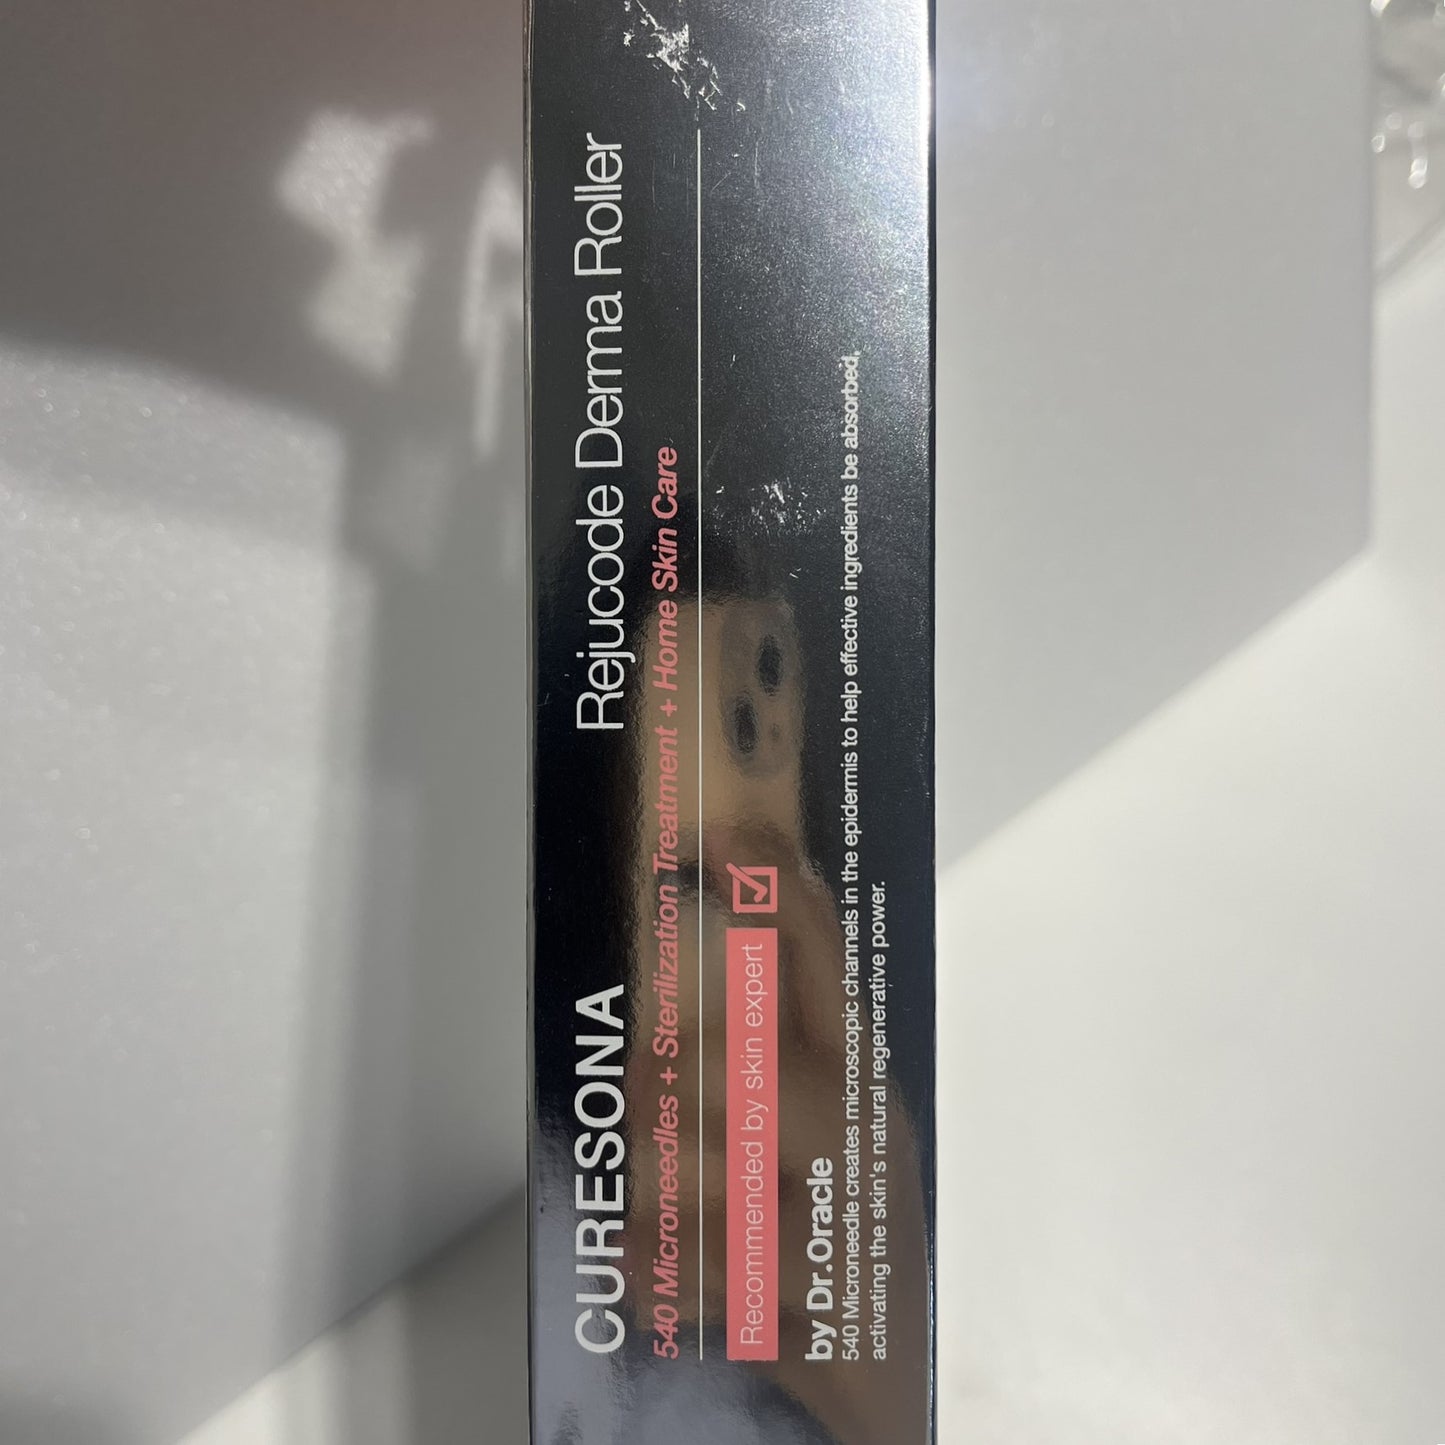 CURESONA Rejucode Derma Roller
540 Microneedles + Sterilization Treatment + Home Skin Care
Recommended by skin expert
by Dr.Oracle
540 Microneedle creates microscopic channels in the epidermis to help effective ingredients be absorbed,
activating the skin's natural regenerative power.